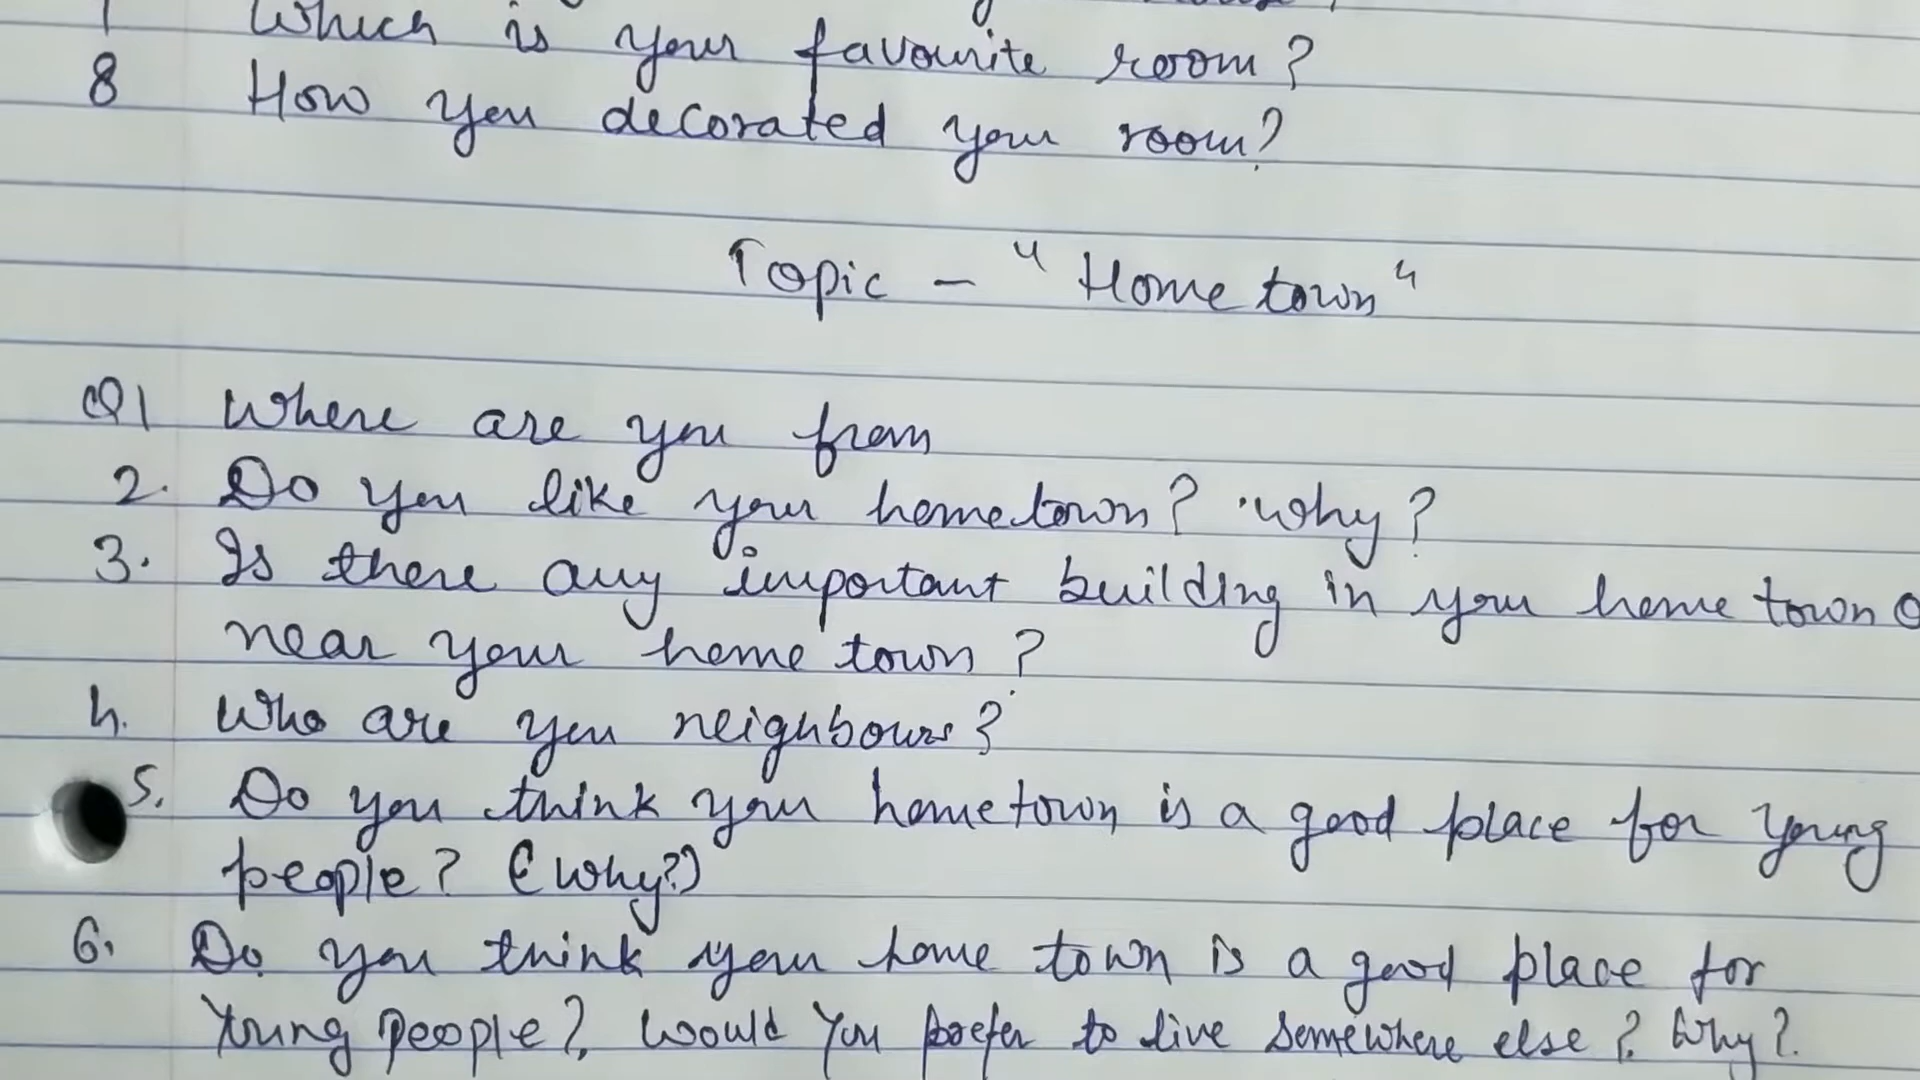 Which is your favourite room?
8 How you decorated your room?
Topic - "Home town"
Q1 Where are you from
2. Do you like your hometown? Why?
3. Is there any important building in your home town o
near your home town?
4. Who are you neighbours?
5. Do you think your hometown is a good place for young
people? (Why?)
6. Do you think your home town is a good place for
Young people? Would You prefer to live Somewhere else? Why?